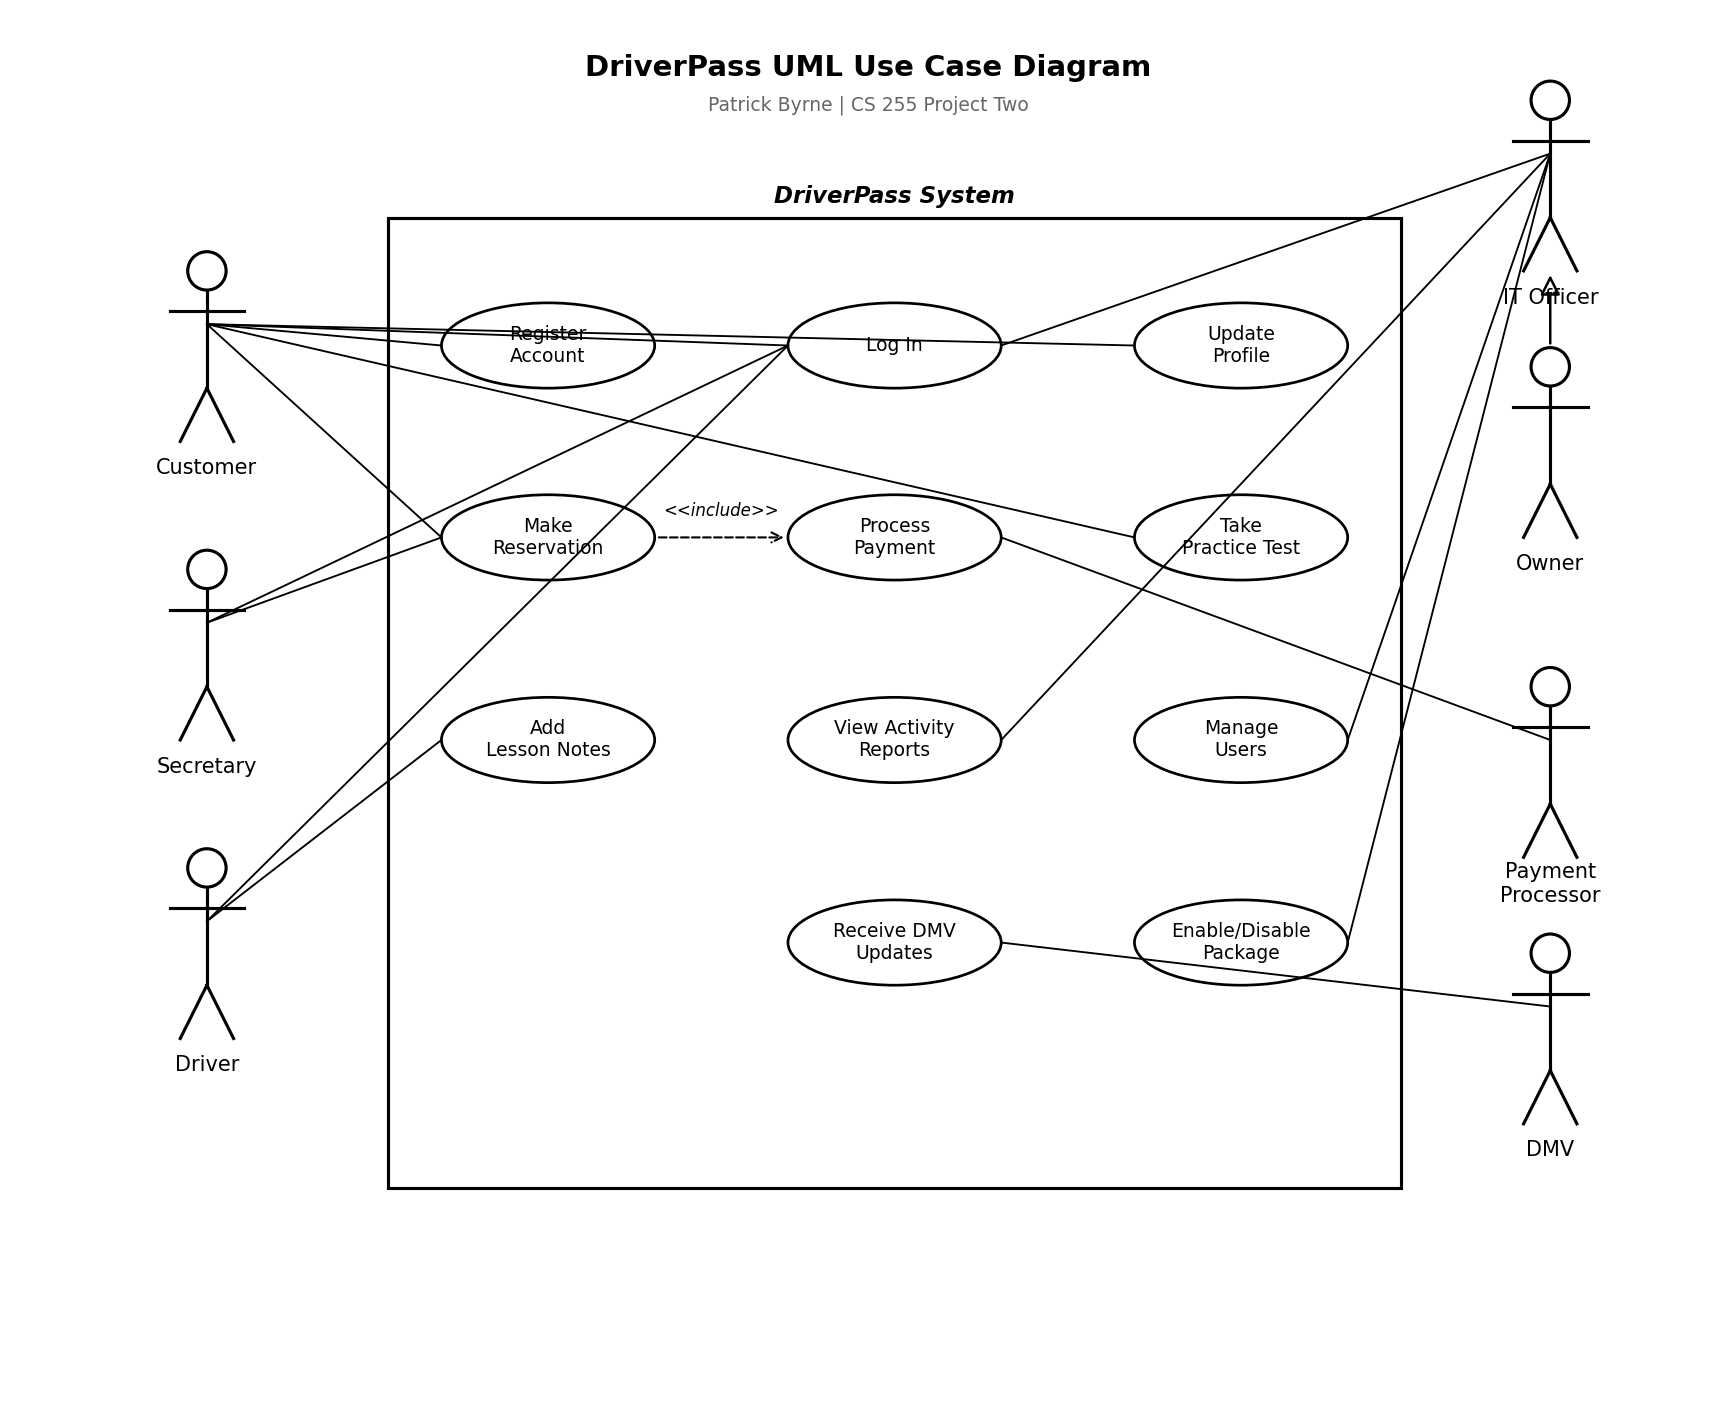 DriverPass UML Use Case Diagram
Patrick Byrne | CS 255 Project Two
DriverPass System
Customer
Secretary
Driver
Register
Account
Log In
Update
Profile
Make
Reservation
<<include>>
Process
Payment
Take
Practice Test
Add
Lesson Notes
View Activity
Reports
Manage
Users
Receive DMV
Updates
Enable/Disable
Package
IT Officer
Owner
Payment
Processor
DMV